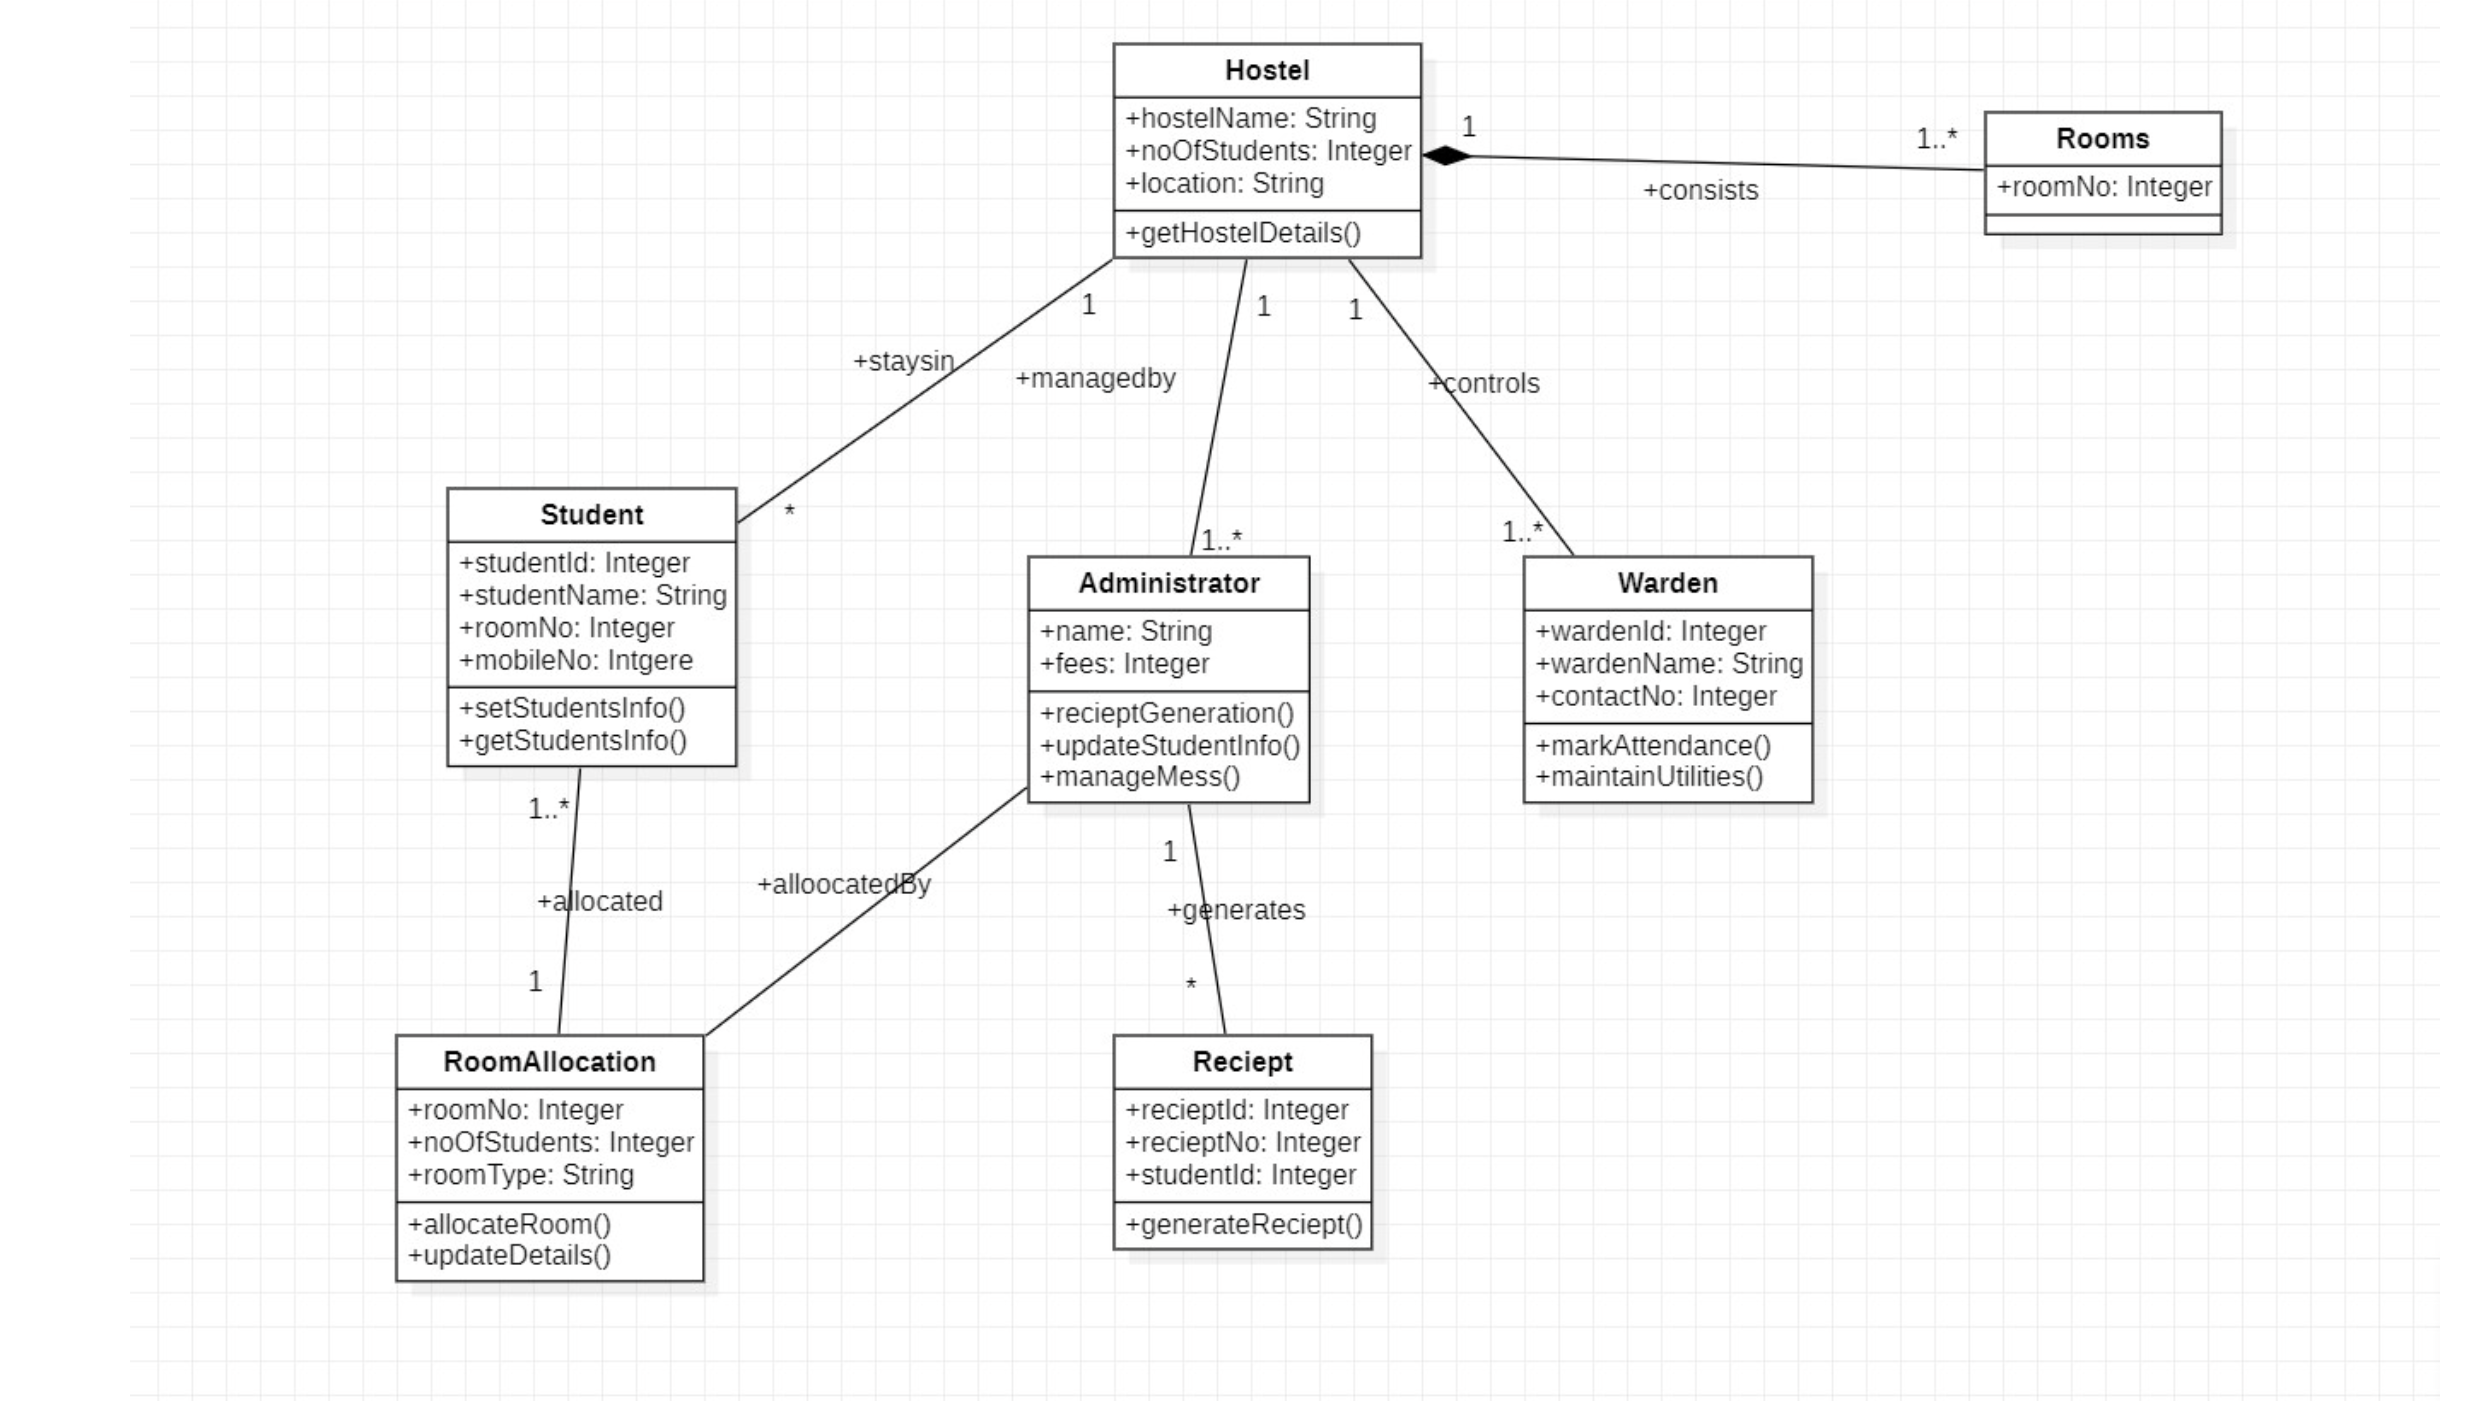 Hostel
+hostelName: String
+noOfStudents: Integer
+location: String
+getHostelDetails()
1
1..*
+consists
Rooms
+roomNo: Integer
1
1
1
+staysin
+managedby
+controls
*
1..*
1..*
Student
+studentId: Integer
+studentName: String
+roomNo: Integer
+mobileNo: Intgere
+setStudentsInfo()
+getStudentsInfo()
Administrator
+name: String
+fees: Integer
+recieptGeneration()
+updateStudentInfo()
+manageMess()
Warden
+wardenId: Integer
+wardenName: String
+contactNo: Integer
+markAttendance()
+maintainUtilities()
1..*
+allocated
1
+alloocatedBy
1
+generates
*
RoomAllocation
+roomNo: Integer
+noOfStudents: Integer
+roomType: String
+allocateRoom()
+updateDetails()
Reciept
+recieptId: Integer
+recieptNo: Integer
+studentId: Integer
+generateReciept()